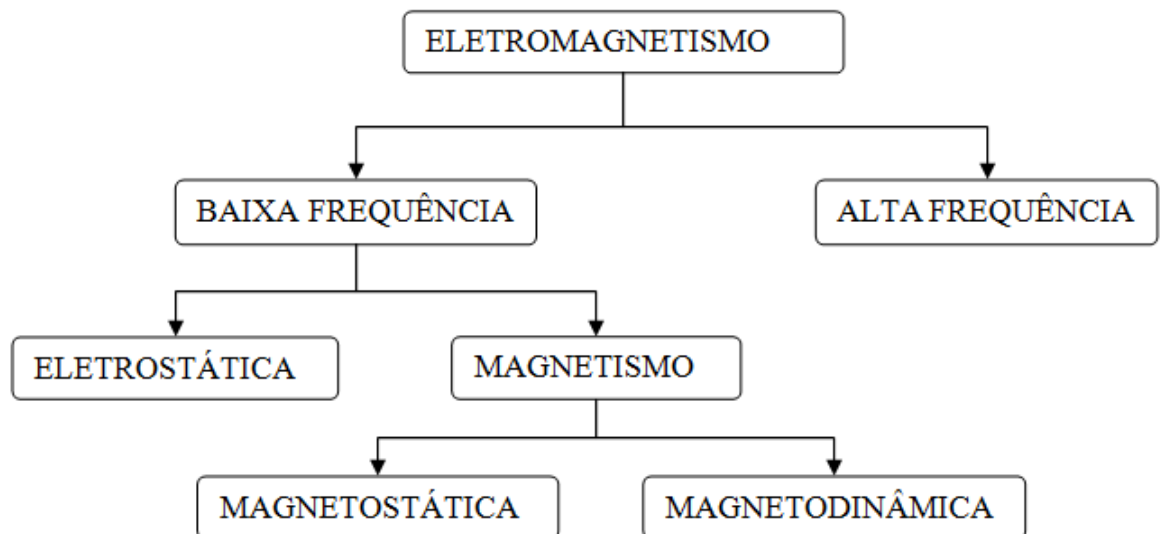 ELETROMAGNETISMO
BAIXA FREQUÊNCIA
ALTA FREQUÊNCIA
ELETROSTÁTICA
MAGNETISMO
MAGNETOSTÁTICA
MAGNETODINÂMICA